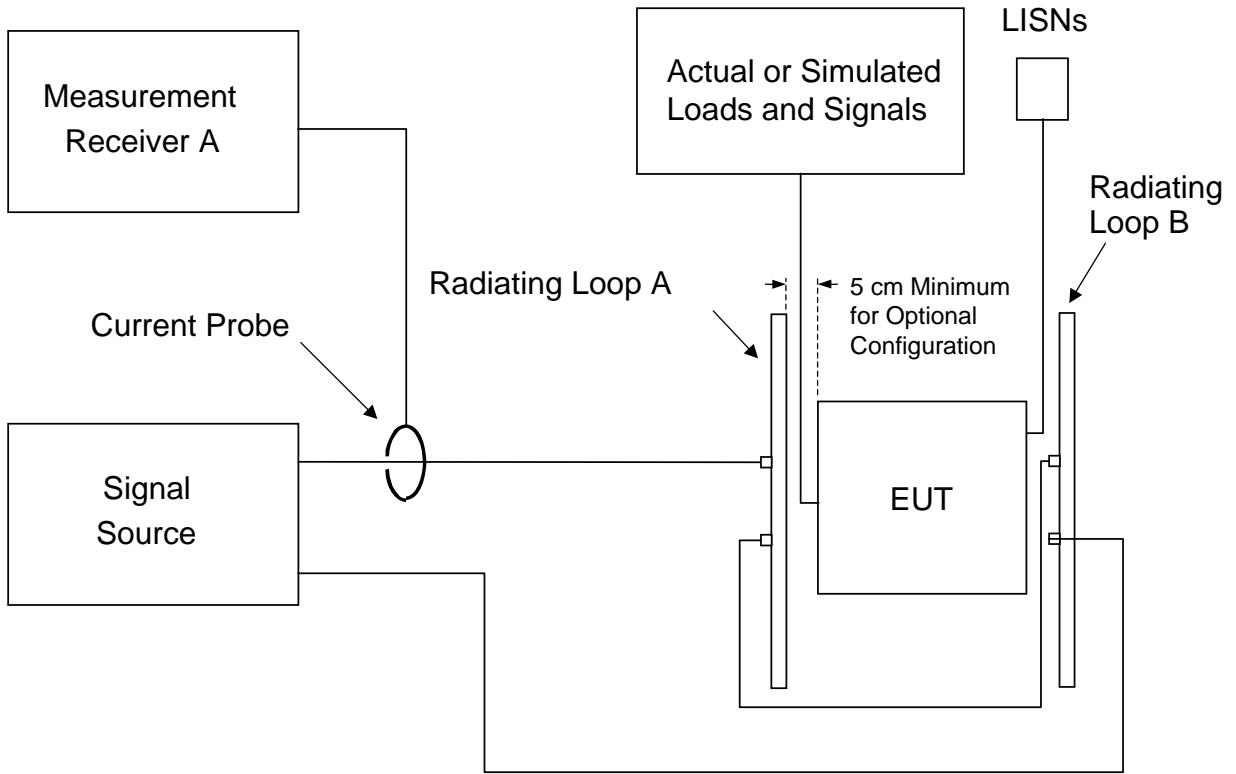 LISNs
Measurement
Receiver A
Actual or Simulated
Loads and Signals
Radiating
Loop B
Radiating Loop A
5 cm Minimum
for Optional
Configuration
Current Probe
Signal
Source
EUT